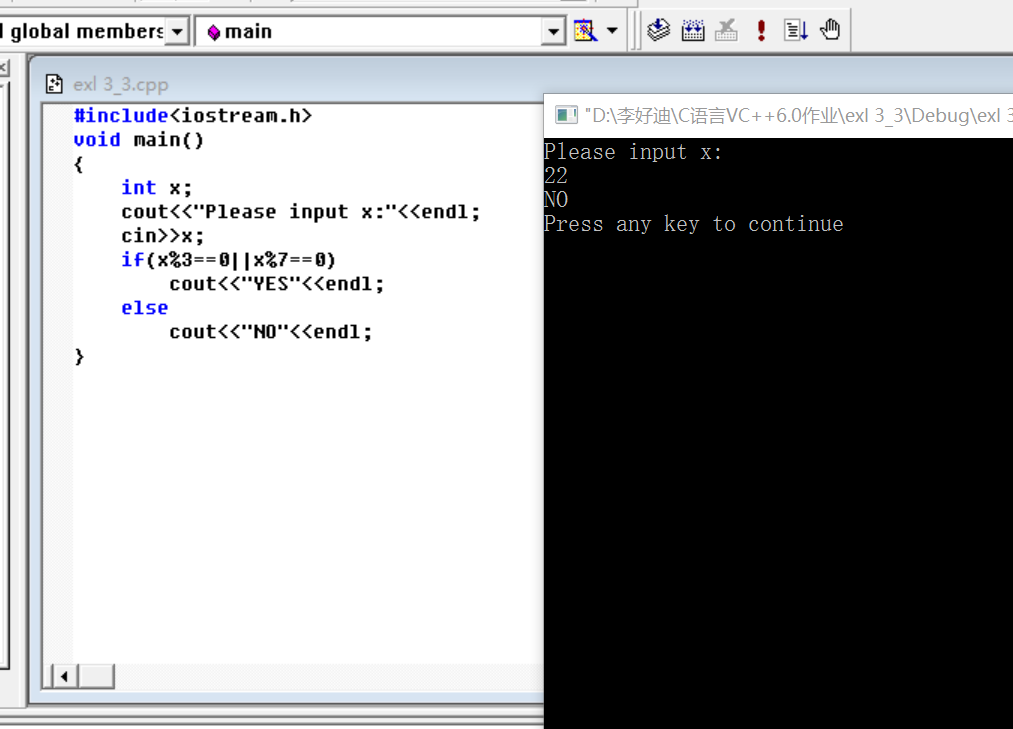 global members
main
exl 3_3.cpp
#include<iostream.h>
void main()
{
int x;
cout<<"Please input x:"<<endl;
cin>>x;
if(x%3==0||x%7==0)
cout<<"YES"<<endl;
else
cout<<"NO"<<endl;
}
"D:\李好迪\C语言VC++6.0作业\exl 3_3\Debug\exl 3
Please input x:
22
NO
Press any key to continue